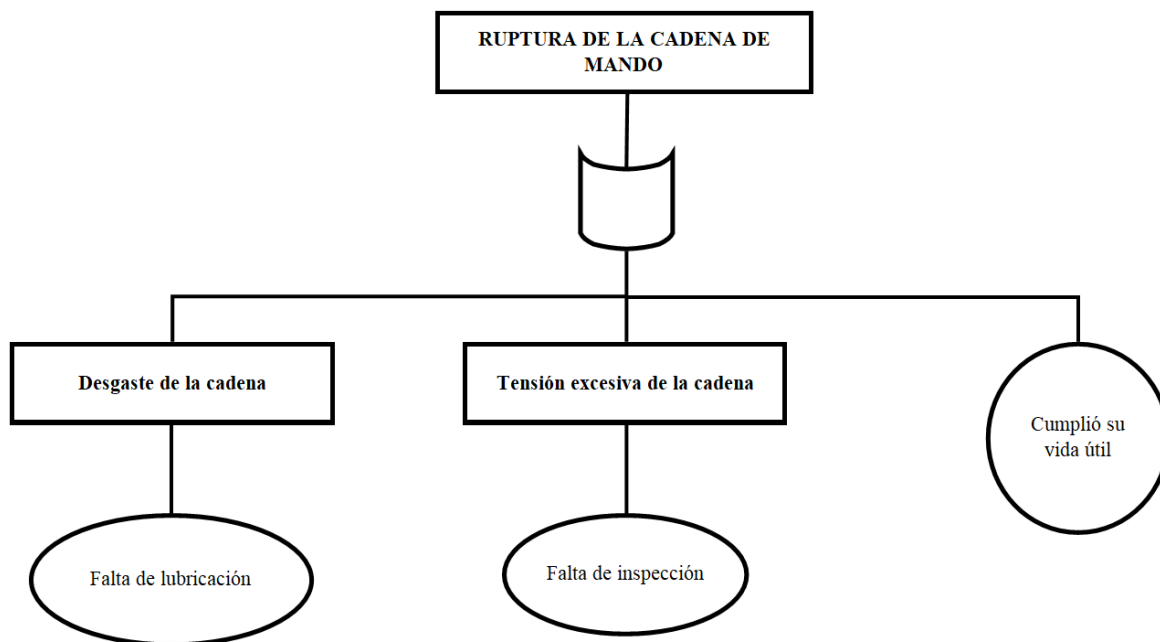 RUPTURA DE LA CADENA DE
MANDO
Desgaste de la cadena
Tensión excesiva de la cadena
Cumplió su
vida útil
Falta de lubricación
Falta de inspección